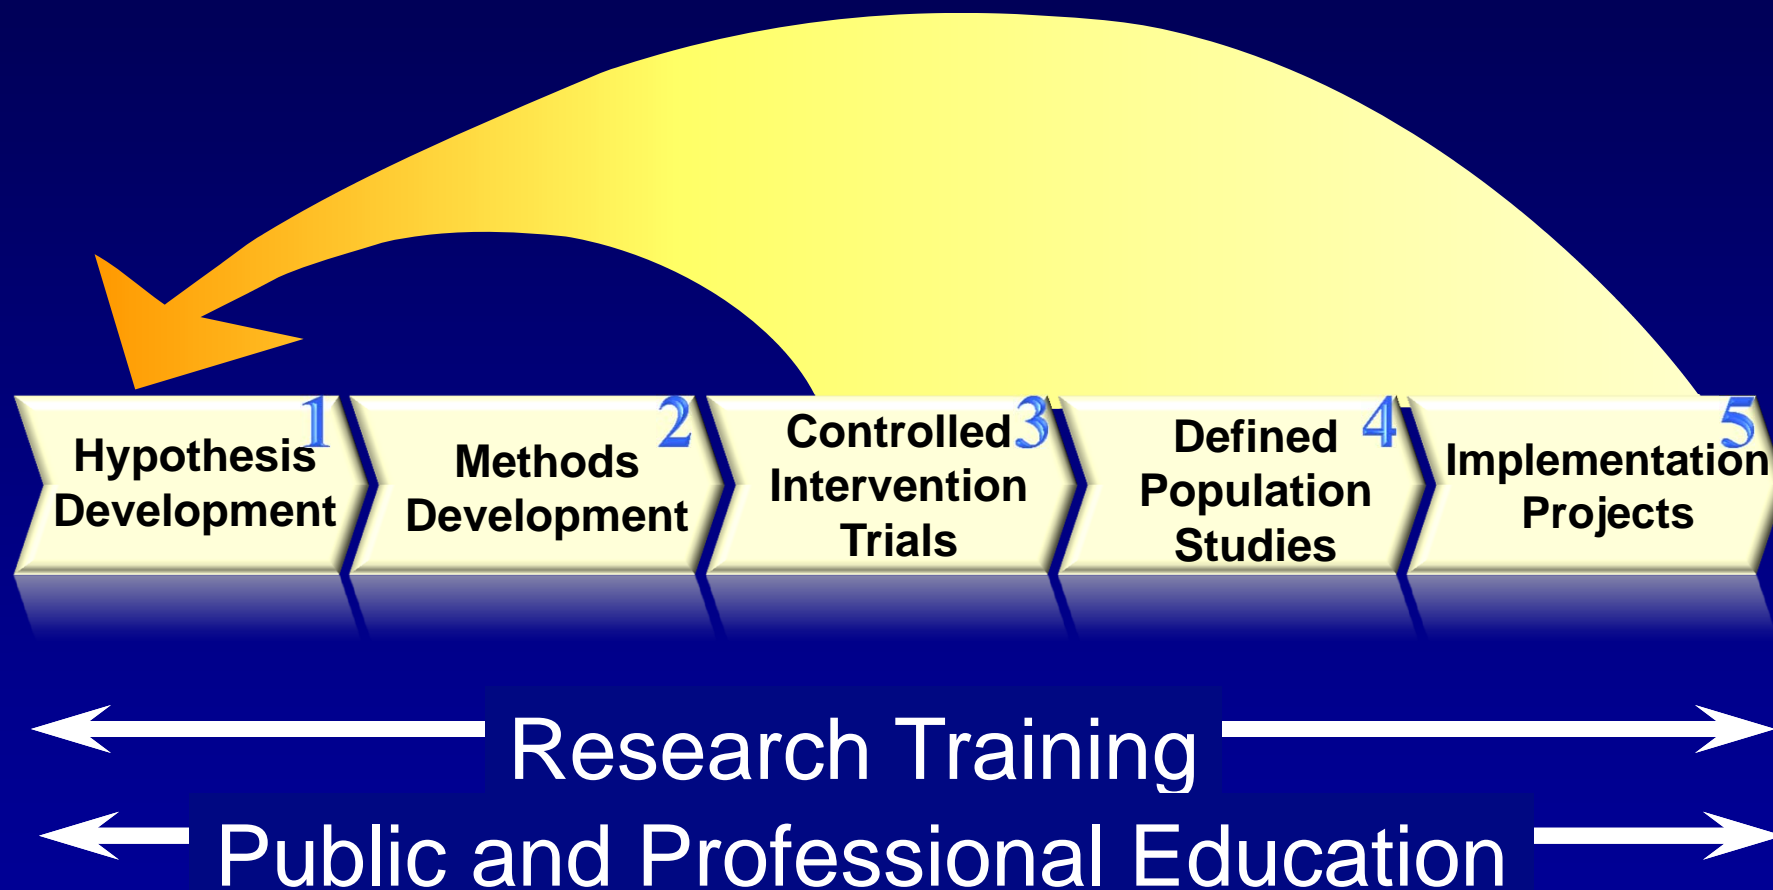 1
Hypothesis
Development
2
Methods
Development
3
Controlled
Intervention
Trials
4
Defined
Population
Studies
5
Implementation
Projects
Research Training
Public and Professional Education